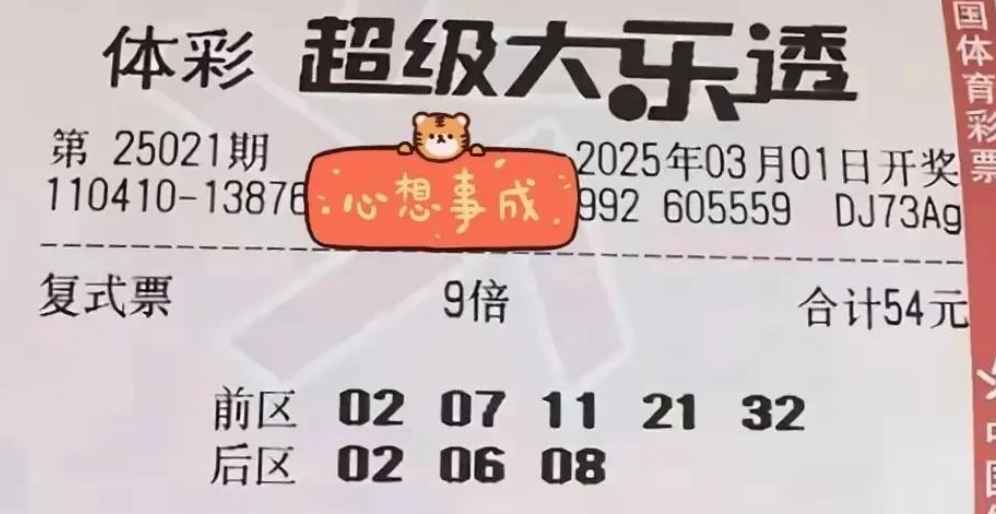 体彩 超级大乐透
第 25021期 2025年03月01日开奖
110410-13876 992 605559 DJ73Ag
心想事成
复式票 9倍 合计54元
前区 02 07 11 21 32
后区 02 06 08
国体育彩票
中国